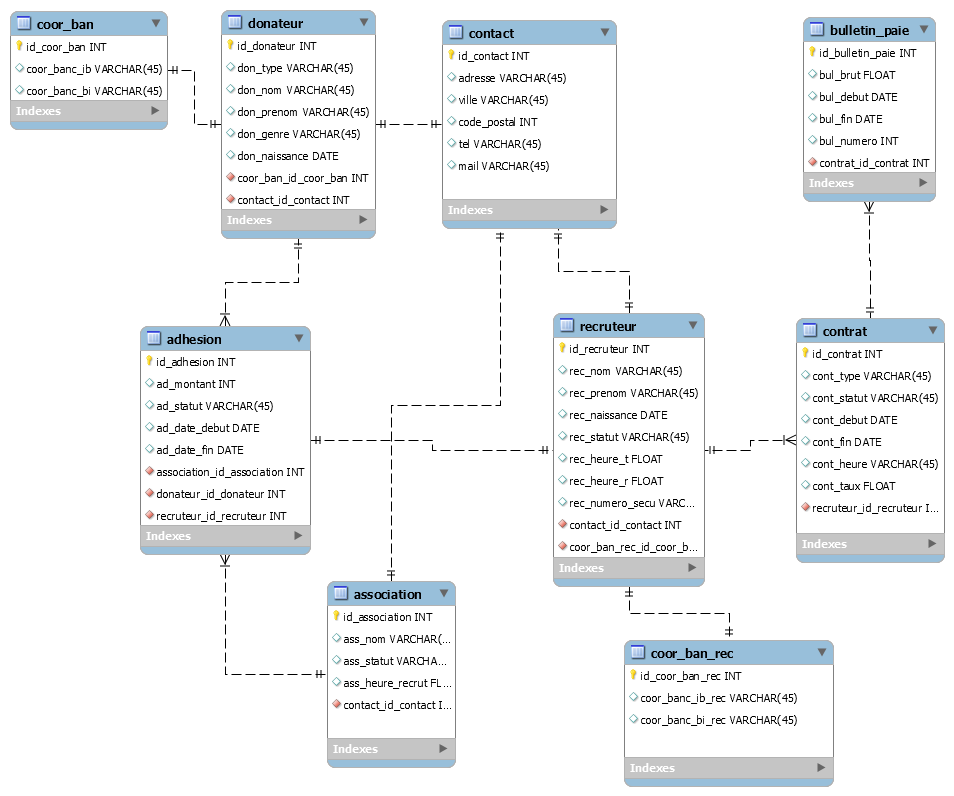 coor_ban
id_coor_ban INT
coor_banc_ib VARCHAR(45)
coor_banc_bi VARCHAR(45)
Indexes
donateur
id_donateur INT
don_type VARCHAR(45)
don_nom VARCHAR(45)
don_prenom VARCHAR(45)
don_genre VARCHAR(45)
don_naissance DATE
coor_ban_id_coor_ban INT
contact_id_contact INT
Indexes
contact
id_contact INT
adresse VARCHAR(45)
ville VARCHAR(45)
code_postal INT
tel VARCHAR(45)
mail VARCHAR(45)
Indexes
bulletin_paie
id_bulletin_paie INT
bul_brut FLOAT
bul_debut DATE
bul_fin DATE
bul_numero INT
contrat_id_contrat INT
Indexes
adhesion
id_adhesion INT
ad_montant INT
ad_statut VARCHAR(45)
ad_date_debut DATE
ad_date_fin DATE
association_id_association INT
donateur_id_donateur INT
recruteur_id_recruteur INT
Indexes
recruteur
id_recruteur INT
rec_nom VARCHAR(45)
rec_prenom VARCHAR(45)
rec_naissance DATE
rec_statut VARCHAR(45)
rec_heure_t FLOAT
rec_heure_r FLOAT
rec_numero_secu VARC...
contact_id_contact INT
coor_ban_rec_id_coor_b...
Indexes
contrat
id_contrat INT
cont_type VARCHAR(45)
cont_statut VARCHAR(45)
cont_debut DATE
cont_fin DATE
cont_heure VARCHAR(45)
cont_taux FLOAT
recruteur_id_recruteur I...
Indexes
association
id_association INT
ass_nom VARCHAR(...
ass_statut VARCHA...
ass_heure_recrut FL...
contact_id_contact I...
Indexes
coor_ban_rec
id_coor_ban_rec INT
coor_banc_ib_rec VARCHAR(45)
coor_banc_bi_rec VARCHAR(45)
Indexes